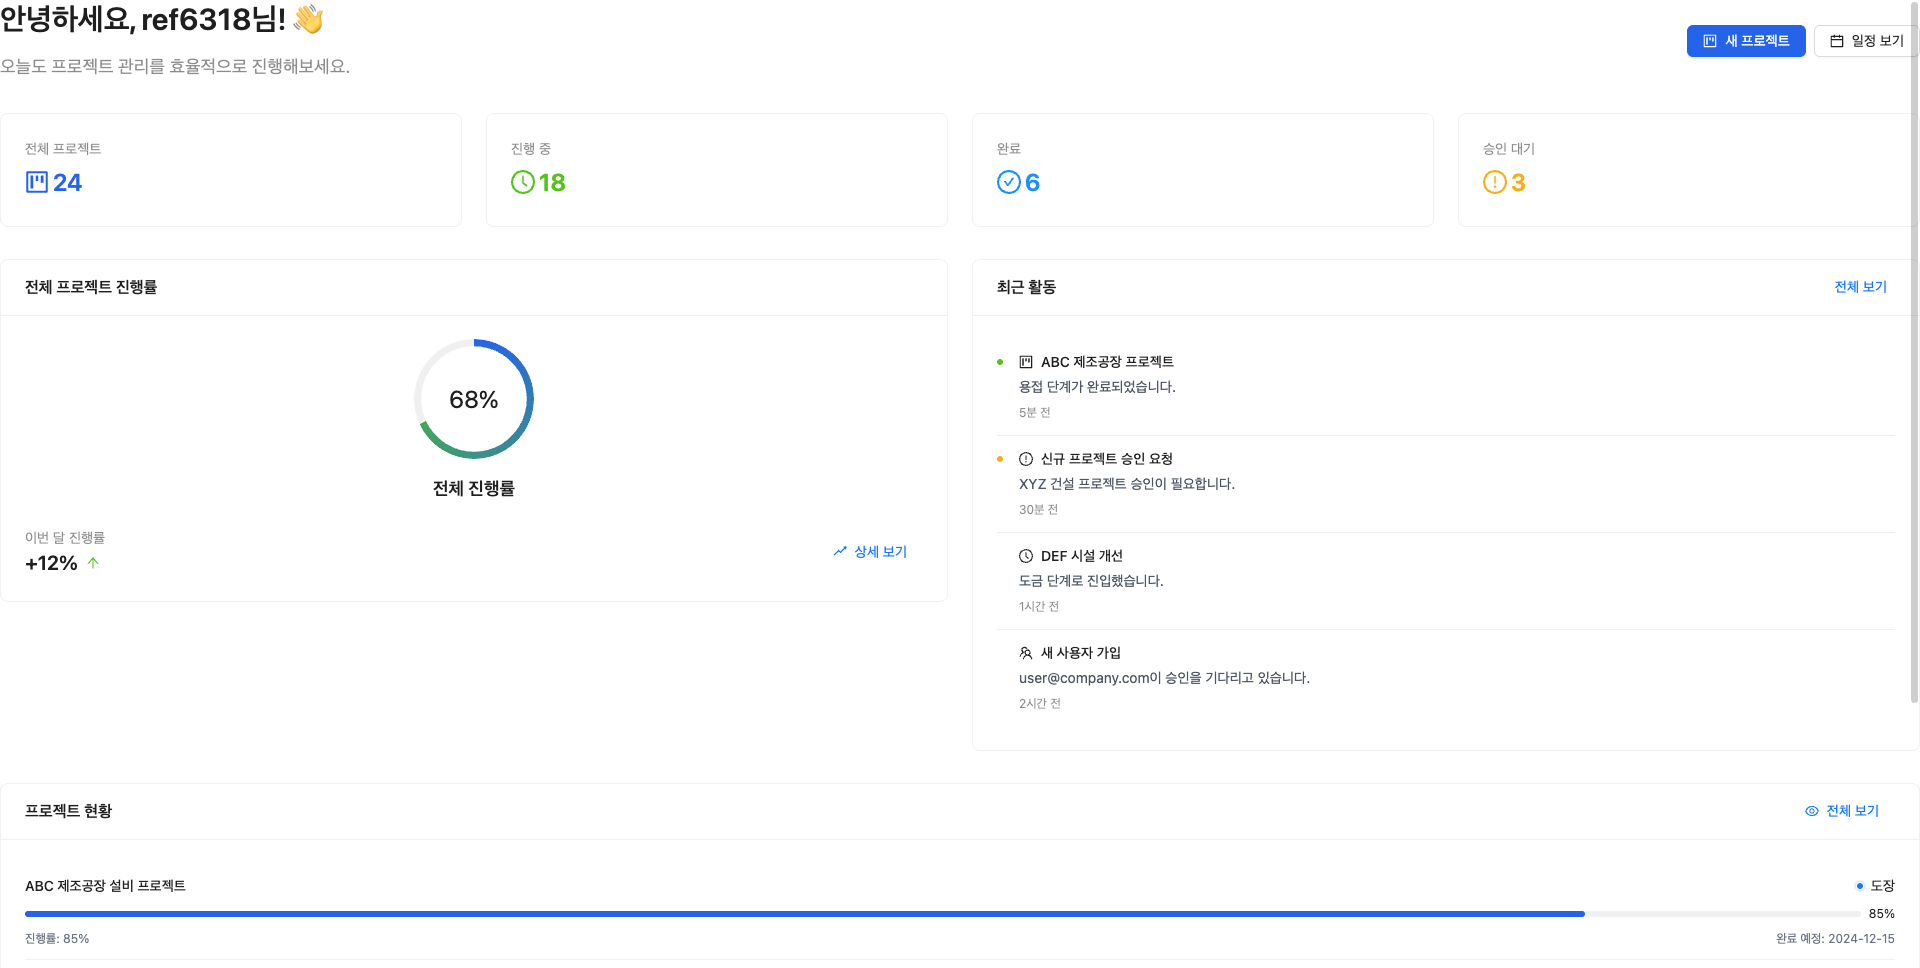 안녕하세요, ref6318님! 👋
오늘도 프로젝트 관리를 효율적으로 진행해보세요.
새 프로젝트
일정 보기
전체 프로젝트
24
진행 중
18
완료
6
승인 대기
3
전체 프로젝트 진행률
68%
전체 진행률
이번 달 진행률
+12%
상세 보기
최근 활동
전체 보기
ABC 제조공장 프로젝트
용접 단계가 완료되었습니다.
5분 전
신규 프로젝트 승인 요청
XYZ 건설 프로젝트 승인이 필요합니다.
30분 전
DEF 시설 개선
도금 단계로 진입했습니다.
1시간 전
새 사용자 가입
user@company.com이 승인을 기다리고 있습니다.
2시간 전
프로젝트 현황
전체 보기
ABC 제조공장 설비 프로젝트
도장
85%
진행률: 85%
완료 예정: 2024-12-15